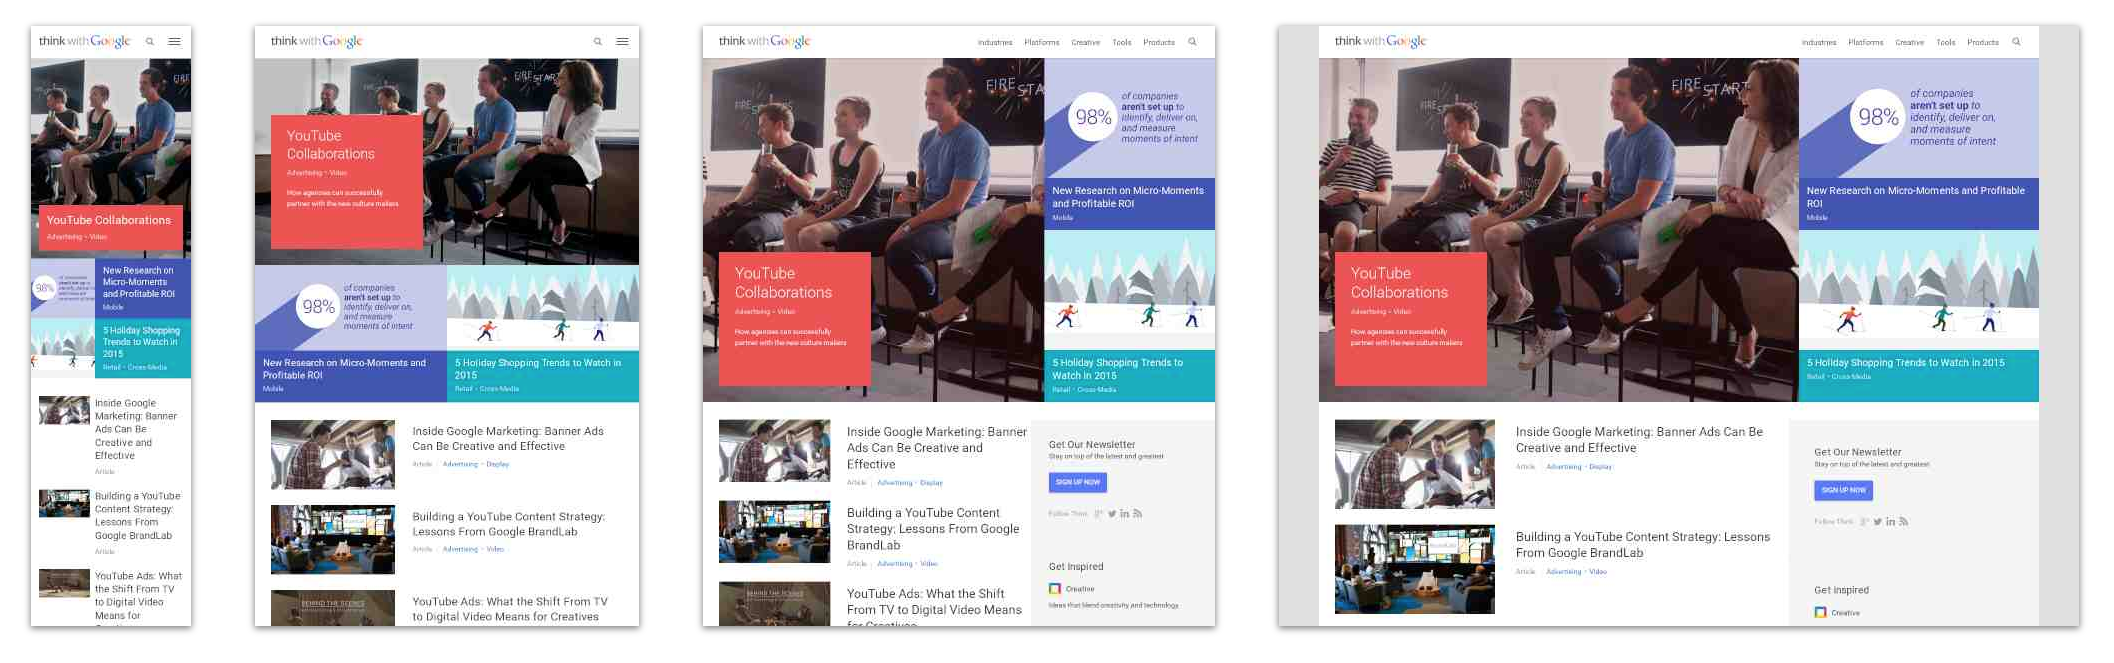 think with Google
FIRE
START
YouTube Collaborations
Advertising • Video
98%
of companies
aren't set up to
New Research on
Micro-Moments
and Profitable ROI
Mobile
5 Holiday Shopping
Trends to Watch in
2015
Retail • Cross-Media
Inside Google
Marketing: Banner
Ads Can Be
Creative and
Effective
Article
Building a YouTube
Content Strategy:
Lessons From
Google BrandLab
Article
YouTube Ads: What
the Shift From TV
to Digital Video
Means for
think with Google
FIRE
START
YouTube
Collaborations
Advertising • Video
How agencies can successfully
partner with the new culture makers
98%
of companies
aren't set up to
identify, deliver on,
and measure
moments of intent
New Research on Micro-Moments and
Profitable ROI
Mobile
5 Holiday Shopping Trends to Watch in
2015
Retail • Cross-Media
Inside Google Marketing: Banner Ads
Can Be Creative and Effective
Article | Advertising • Display
Building a YouTube Content Strategy:
Lessons From Google BrandLab
Article | Advertising • Video
BEHIND THE SCENES
YouTube Ads: What the Shift From TV
to Digital Video Means for Creatives
think with Google
Industries Platforms Creative Tools Products
FIRE
START
FIRE
STAR
YouTube
Collaborations
Advertising • Video
How agencies can successfully
partner with the new culture makers
98%
of companies
aren't set up to
identify, deliver on,
and measure
moments of intent
New Research on Micro-Moments
and Profitable ROI
Mobile
5 Holiday Shopping Trends to
Watch in 2015
Retail • Cross-Media
Inside Google Marketing: Banner
Ads Can Be Creative and
Effective
Article | Advertising • Display
Building a YouTube Content
Strategy: Lessons From Google
BrandLab
Article | Advertising • Video
BEHIND THE SCENES
YouTube Ads: What the Shift
From TV to Digital Video Means
for Creatives
Get Our Newsletter
Stay on top of the latest and greatest
SIGN UP NOW
Follow Think
Get Inspired
Creative
Ideas that blend creativity and technology
think with Google
Industries Platforms Creative Tools Products
FIRE
START
FIRE
START
YouTube
Collaborations
Advertising • Video
How agencies can successfully
partner with the new culture makers
98%
of companies
aren't set up to
identify, deliver on,
and measure
moments of intent
New Research on Micro-Moments and Profitable
ROI
Mobile
5 Holiday Shopping Trends to Watch in 2015
Retail • Cross-Media
Inside Google Marketing: Banner Ads Can Be
Creative and Effective
Article | Advertising • Display
Building a YouTube Content Strategy: Lessons
From Google BrandLab
Article | Advertising • Video
Get Our Newsletter
Stay on top of the latest and greatest
SIGN UP NOW
Follow Think
Get Inspired
Creative